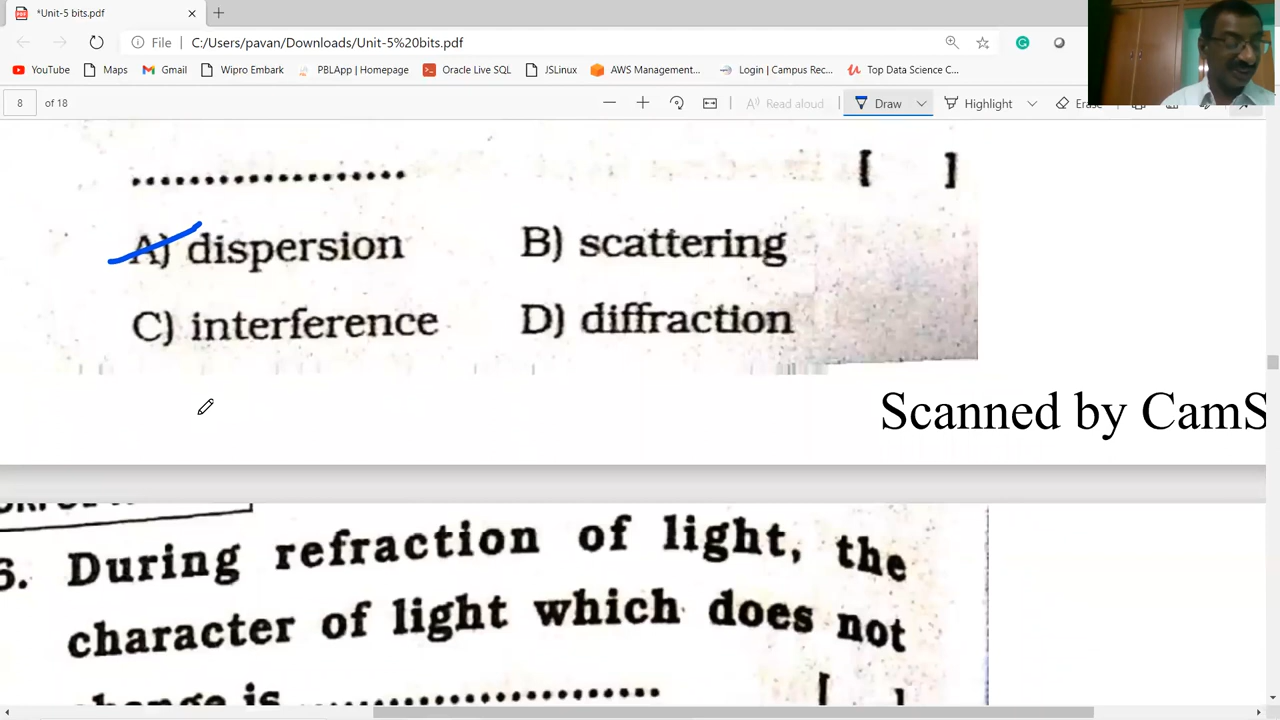 *Unit-5 bits.pdf
File C:/Users/pavan/Downloads/Unit-5%20bits.pdf
YouTube Maps Gmail Wipro Embark PBLApp | Homepage Oracle Live SQL JSLinux AWS Management... Login | Campus Rec... Top Data Science C...
8 of 18 Read aloud Draw Highlight Erase
.................... [ ]
A) dispersion B) scattering
C) interference D) diffraction
Scanned by CamS
6. During refraction of light, the
character of light which does not
change is .......................... [ ]